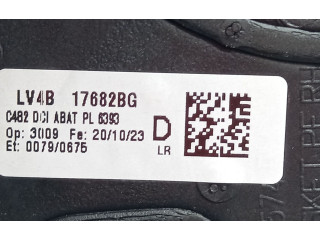 LV4B 17682BG
C482 DCI ABAT PL 6393
Op: 3009 Fe: 20/10/23
Et: 0079/0675
D
LR